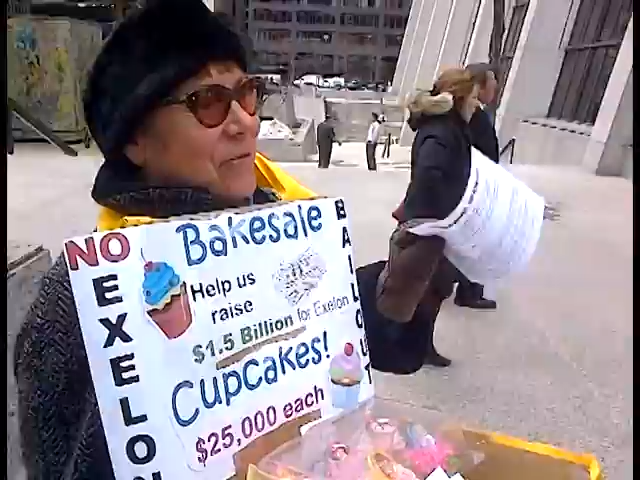 NO
EXELON
BAILOUT
Bakesale
Help us
raise
$1.5 Billion for Exelon
Cupcakes!
$25,000 each